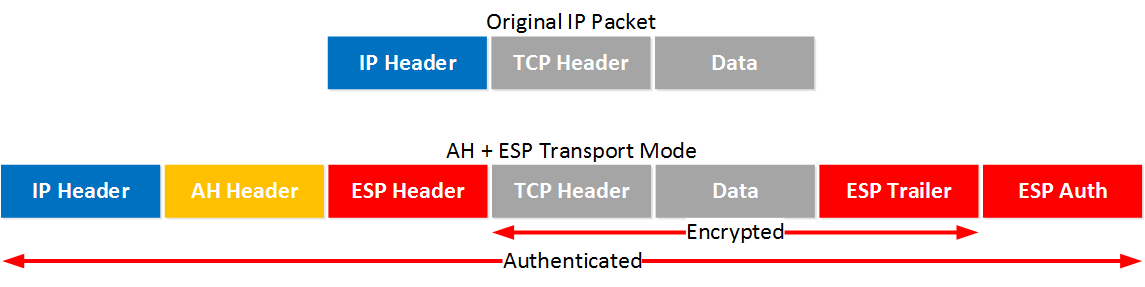 Original IP Packet
IP Header TCP Header Data
AH + ESP Transport Mode
IP Header AH Header ESP Header TCP Header Data ESP Trailer ESP Auth
Encrypted
Authenticated